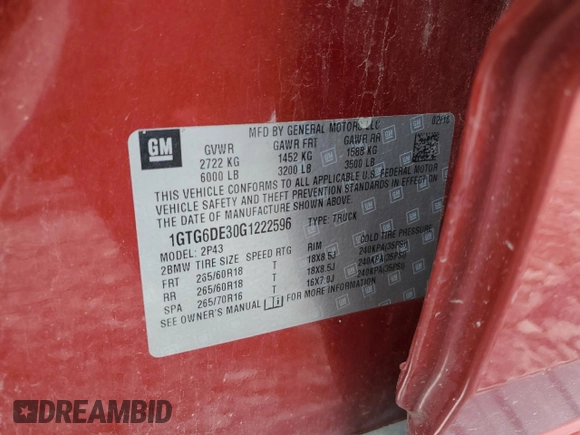 GM
MFD BY GENERAL MOTORS LLC
02/16
GVWR GAWR FRT GAWR RR
2722 KG 1452 KG 1588 KG
6000 LB 3200 LB 3500 LB
THIS VEHICLE CONFORMS TO ALL APPLICABLE U.S. FEDERAL MOTOR
VEHICLE SAFETY AND THEFT PREVENTION STANDARDS IN EFFECT ON
THE DATE OF MANUFACTURE SHOWN ABOVE.
1GTG6DE30G1222596 TYPE: TRUCK
MODEL: 2P43
2BMW TIRE SIZE SPEED RTG RIM COLD TIRE PRESSURE
FRT 265/60R18 T 18X8.5J 240KPA(35PSI)
RR 265/60R18 T 18X8.5J 240KPA(35PSI)
SPA 265/70R16 T 16X7.0J 240KPA(35PSI)
SEE OWNER'S MANUAL FOR MORE INFORMATION.
DREAMBID